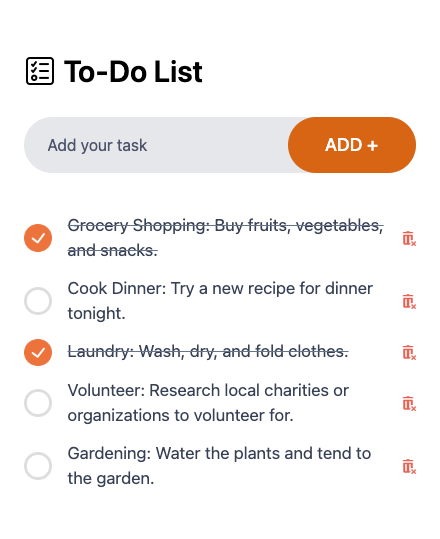 To-Do List
Add your task
ADD +
Grocery Shopping: Buy fruits, vegetables,
and snacks.
Cook Dinner: Try a new recipe for dinner
tonight.
Laundry: Wash, dry, and fold clothes.
Volunteer: Research local charities or
organizations to volunteer for.
Gardening: Water the plants and tend to
the garden.